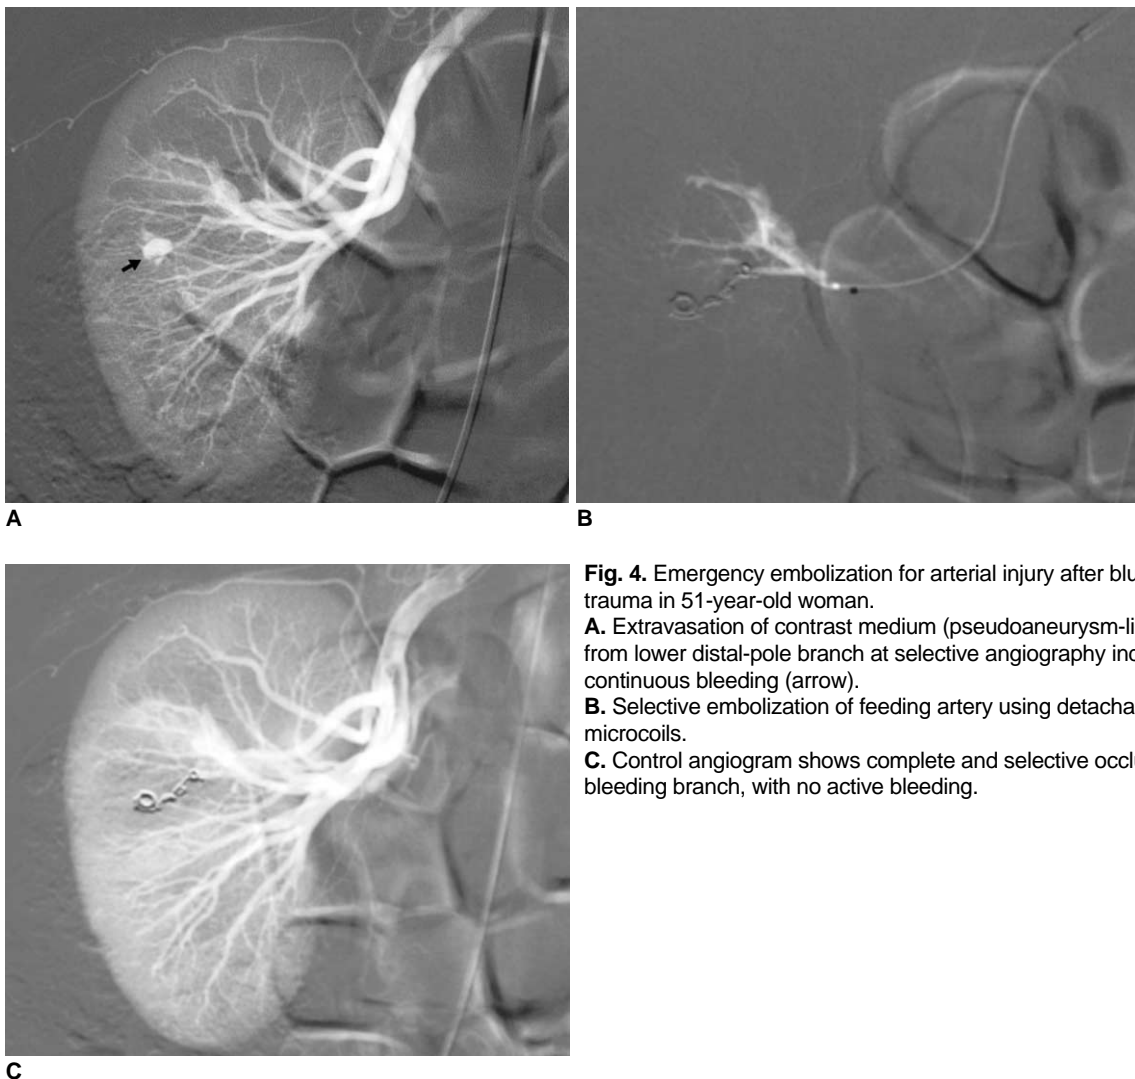 A
B
Fig. 4. Emergency embolization for arterial injury after blu
trauma in 51-year-old woman.
A. Extravasation of contrast medium (pseudoaneurysm-li
from lower distal-pole branch at selective angiography in
continuous bleeding (arrow).
B. Selective embolization of feeding artery using detacha
microcoils.
C. Control angiogram shows complete and selective occl
bleeding branch, with no active bleeding.
C